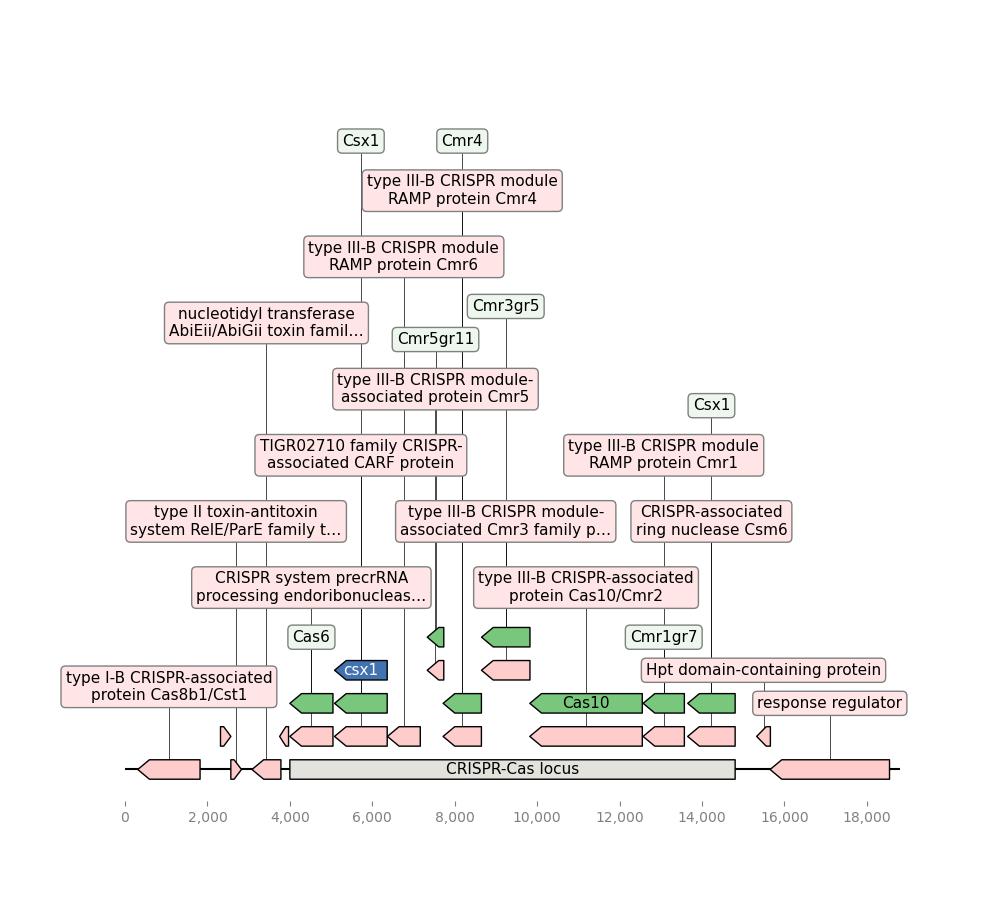 Csx1
Cmr4
type III-B CRISPR module
RAMP protein Cmr4
type III-B CRISPR module
RAMP protein Cmr6
Cmr3gr5
nucleotidyl transferase
AbiEii/AbiGii toxin famil…
Cmr5gr11
type III-B CRISPR module-
associated protein Cmr5
Csx1
TIGR02710 family CRISPR-
associated CARF protein
type III-B CRISPR module
RAMP protein Cmr1
type II toxin-antitoxin
system RelE/ParE family t…
type III-B CRISPR module-
associated Cmr3 family p…
CRISPR-associated
ring nuclease Csm6
CRISPR system precrRNA
processing endoribonucleas…
type III-B CRISPR-associated
protein Cas10/Cmr2
Cas6
Cmr1gr7
csx1
Hpt domain-containing protein
type I-B CRISPR-associated
protein Cas8b1/Cst1
Cas10
response regulator
CRISPR-Cas locus
0
2,000
4,000
6,000
8,000
10,000
12,000
14,000
16,000
18,000